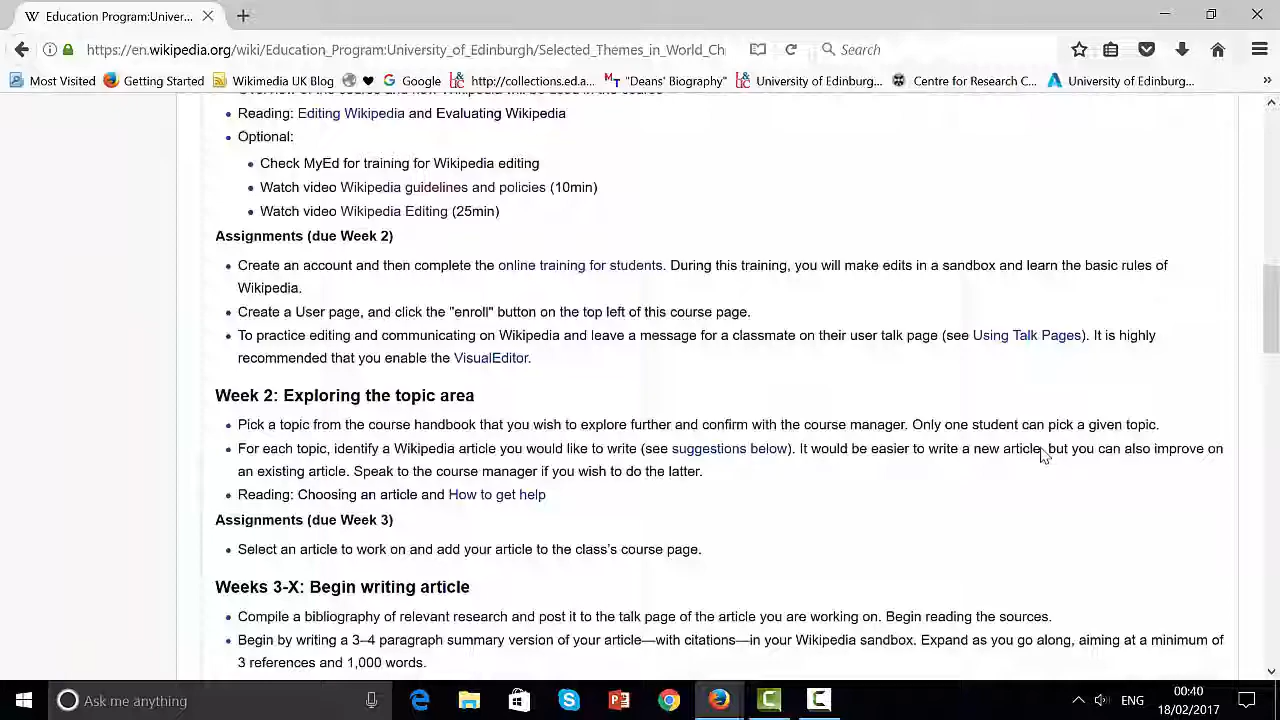 Education Program:Univer...
https://en.wikipedia.org/wiki/Education_Program:University_of_Edinburgh/Selected_Themes_in_World_Ch
Search
Most Visited
Getting Started
Wikimedia UK Blog
Google
http://collections.ed.a...
"Deans' Biography"
University of Edinburg...
Centre for Research C...
University of Edinburg...
Overview of the course and how Wikipedia will be used in the course
Reading: Editing Wikipedia and Evaluating Wikipedia
Optional:
Check MyEd for training for Wikipedia editing
Watch video Wikipedia guidelines and policies (10min)
Watch video Wikipedia Editing (25min)
Assignments (due Week 2)
Create an account and then complete the online training for students. During this training, you will make edits in a sandbox and learn the basic rules of
Wikipedia.
Create a User page, and click the "enroll" button on the top left of this course page.
To practice editing and communicating on Wikipedia and leave a message for a classmate on their user talk page (see Using Talk Pages). It is highly
recommended that you enable the VisualEditor.
Week 2: Exploring the topic area
Pick a topic from the course handbook that you wish to explore further and confirm with the course manager. Only one student can pick a given topic.
For each topic, identify a Wikipedia article you would like to write (see suggestions below). It would be easier to write a new article, but you can also improve on
an existing article. Speak to the course manager if you wish to do the latter.
Reading: Choosing an article and How to get help
Assignments (due Week 3)
Select an article to work on and add your article to the class's course page.
Weeks 3-X: Begin writing article
Compile a bibliography of relevant research and post it to the talk page of the article you are working on. Begin reading the sources.
Begin by writing a 3–4 paragraph summary version of your article—with citations—in your Wikipedia sandbox. Expand as you go along, aiming at a minimum of
3 references and 1,000 words.
Ask me anything
ENG
00:40
18/02/2017